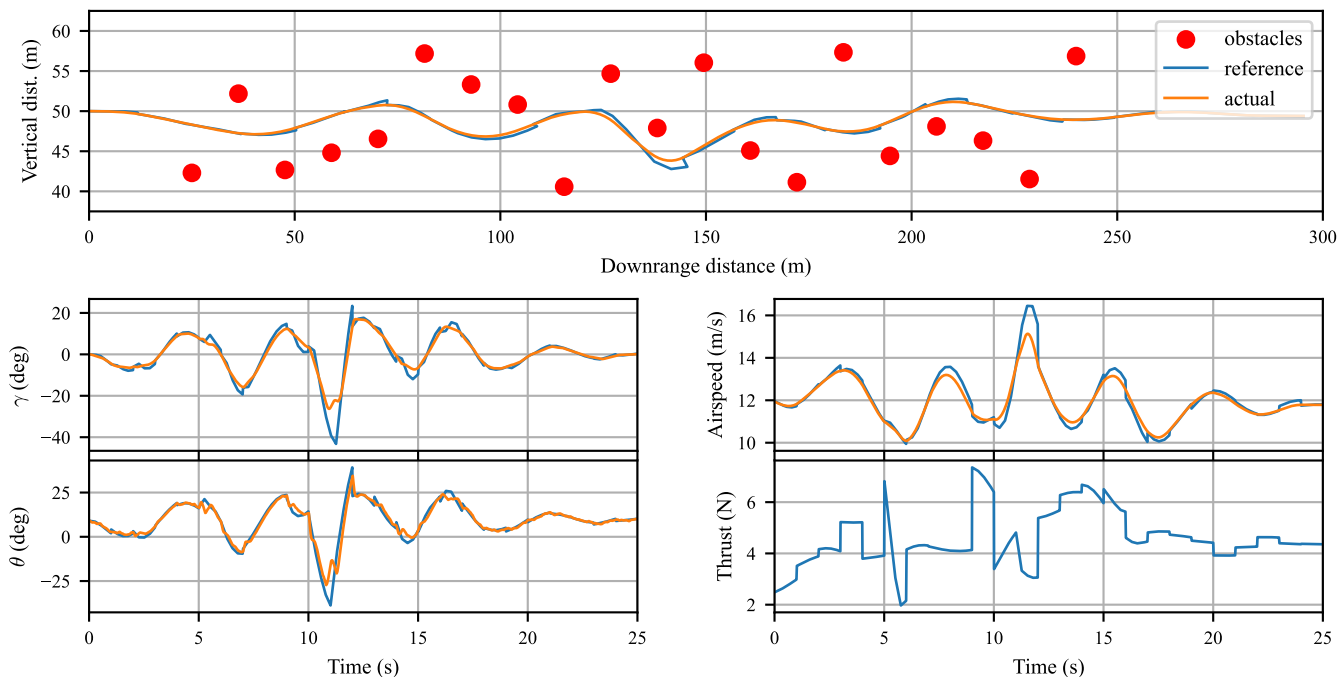 60
55
50
45
40
Vertical dist. (m)
obstacles
reference
actual
0 50 100 150 200 250 300
Downrange distance (m)
20
0
−20
−40
γ (deg)
25
0
−25
θ (deg)
0 5 10 15 20 25
Time (s)
16
14
12
10
Airspeed (m/s)
6
4
2
Thrust (N)
0 5 10 15 20 25
Time (s)